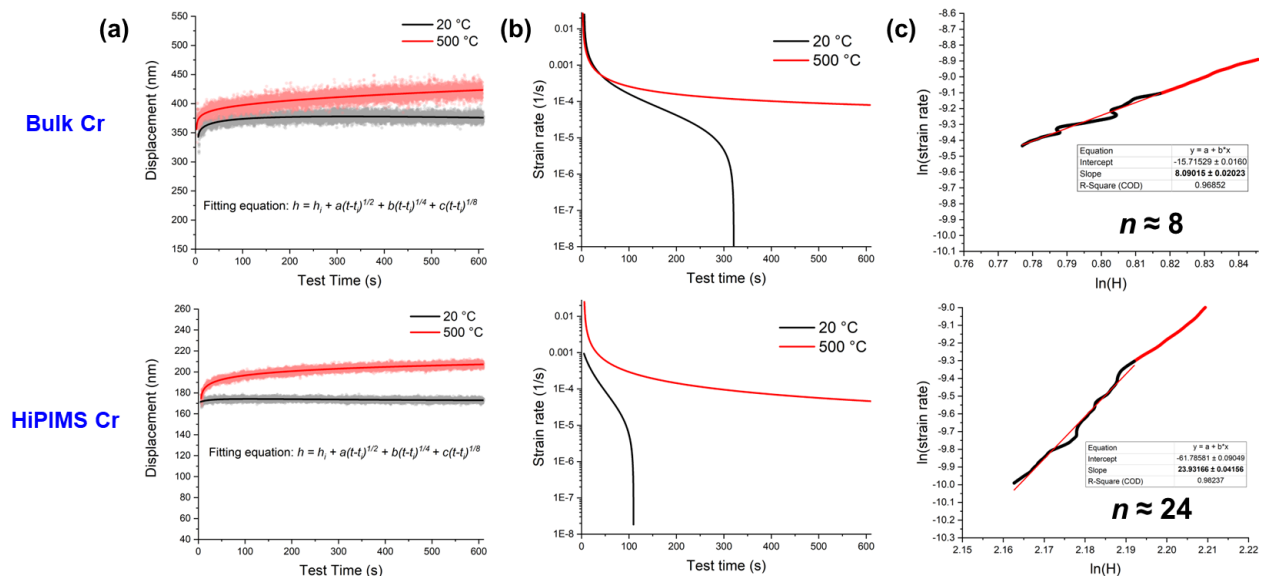 (a)
(b)
(c)
Bulk Cr
HiPIMS Cr
550
500
450
400
350
300
250
200
150
0 100 200 300 400 500 600
Displacement (nm)
Test Time (s)
20 °C
500 °C
Fitting equation: h = hi + a(t-ti)1/2 + b(t-ti)1/4 + c(t-ti)1/8
0.01
0.001
1E-4
1E-5
1E-6
1E-7
1E-8
0 100 200 300 400 500 600
Strain rate (1/s)
Test time (s)
20 °C
500 °C
-8.5
-8.6
-8.7
-8.8
-8.9
-9.0
-9.1
-9.2
-9.3
-9.4
-9.5
-9.6
-9.7
-9.8
-9.9
-10.0
-10.1
0.76 0.77 0.78 0.79 0.80 0.81 0.82 0.83 0.84
ln(strain rate)
ln(H)
Equation y = a + b*x
Intercept -15.71529 ± 0.0160
Slope 8.09015 ± 0.02023
R-Square (COD) 0.96852
n ≈ 8
260
240
220
200
180
160
140
120
100
80
60
40
0 100 200 300 400 500 600
Displacement (nm)
Test Time (s)
20 °C
500 °C
Fitting equation: h = hi + a(t-ti)1/2 + b(t-ti)1/4 + c(t-ti)1/8
0.01
0.001
1E-4
1E-5
1E-6
1E-7
1E-8
0 100 200 300 400 500 600
Strain rate (1/s)
Test time (s)
20 °C
500 °C
-9.0
-9.1
-9.2
-9.3
-9.4
-9.5
-9.6
-9.7
-9.8
-9.9
-10.0
-10.1
-10.2
-10.3
2.15 2.16 2.17 2.18 2.19 2.20 2.21 2.22
ln(strain rate)
ln(H)
Equation y = a + b*x
Intercept -61.78581 ± 0.09049
Slope 23.93166 ± 0.04156
R-Square (COD) 0.98237
n ≈ 24